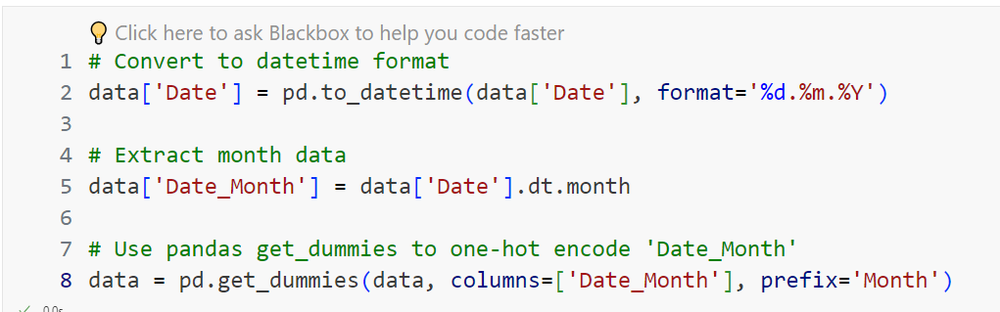 Click here to ask Blackbox to help you code faster
1 # Convert to datetime format
2 data['Date'] = pd.to_datetime(data['Date'], format='%d.%m.%Y')
3
4 # Extract month data
5 data['Date_Month'] = data['Date'].dt.month
6
7 # Use pandas get_dummies to one-hot encode 'Date_Month'
8 data = pd.get_dummies(data, columns=['Date_Month'], prefix='Month')
0.0s